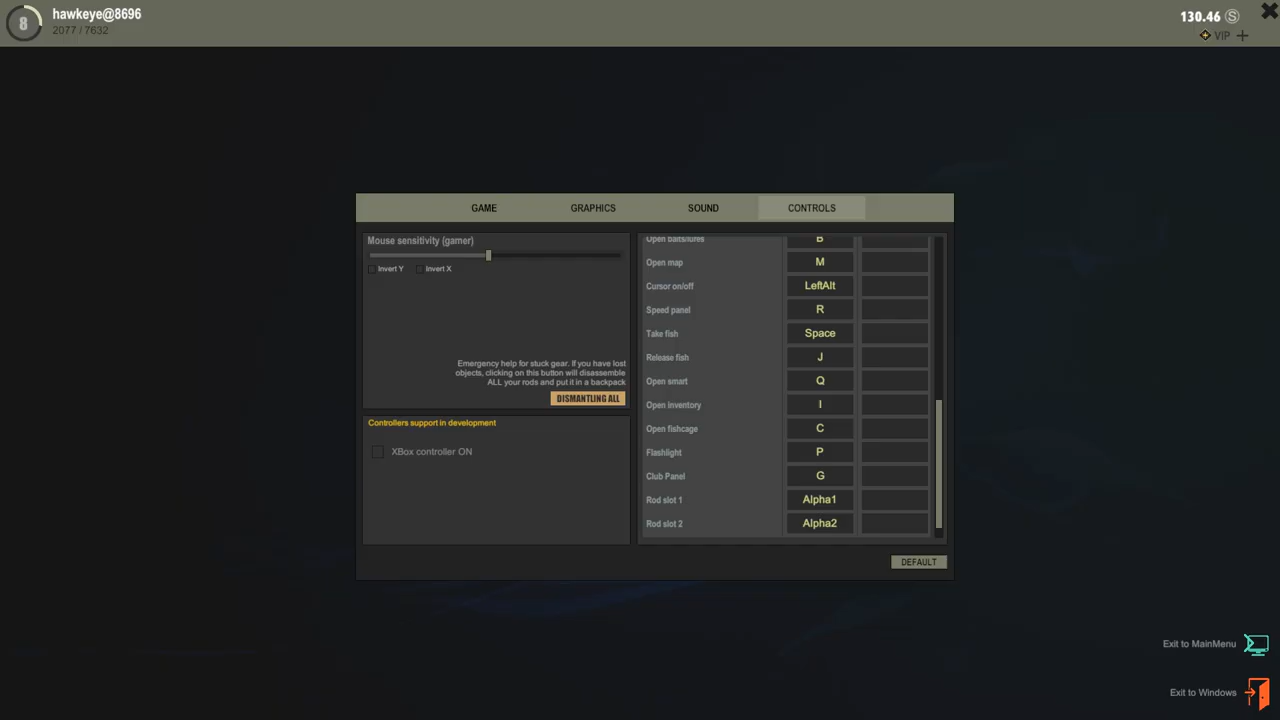 8
hawkeye@8696
2077 / 7632
130.46 S
VIP +
GAME GRAPHICS SOUND CONTROLS
Mouse sensitivity (gamer)
Invert Y Invert X
Emergency help for stuck gear. If you have lost
objects, clicking on this button will disassemble
ALL your rods and put it in a backpack
DISMANTLING ALL
Controllers support in development
XBox controller ON
Open baits/lures B
Open map M
Cursor on/off LeftAlt
Speed panel R
Take fish Space
Release fish J
Open smart Q
Open inventory I
Open fishcage C
Flashlight P
Club Panel G
Rod slot 1 Alpha1
Rod slot 2 Alpha2
DEFAULT
Exit to MainMenu
Exit to Windows